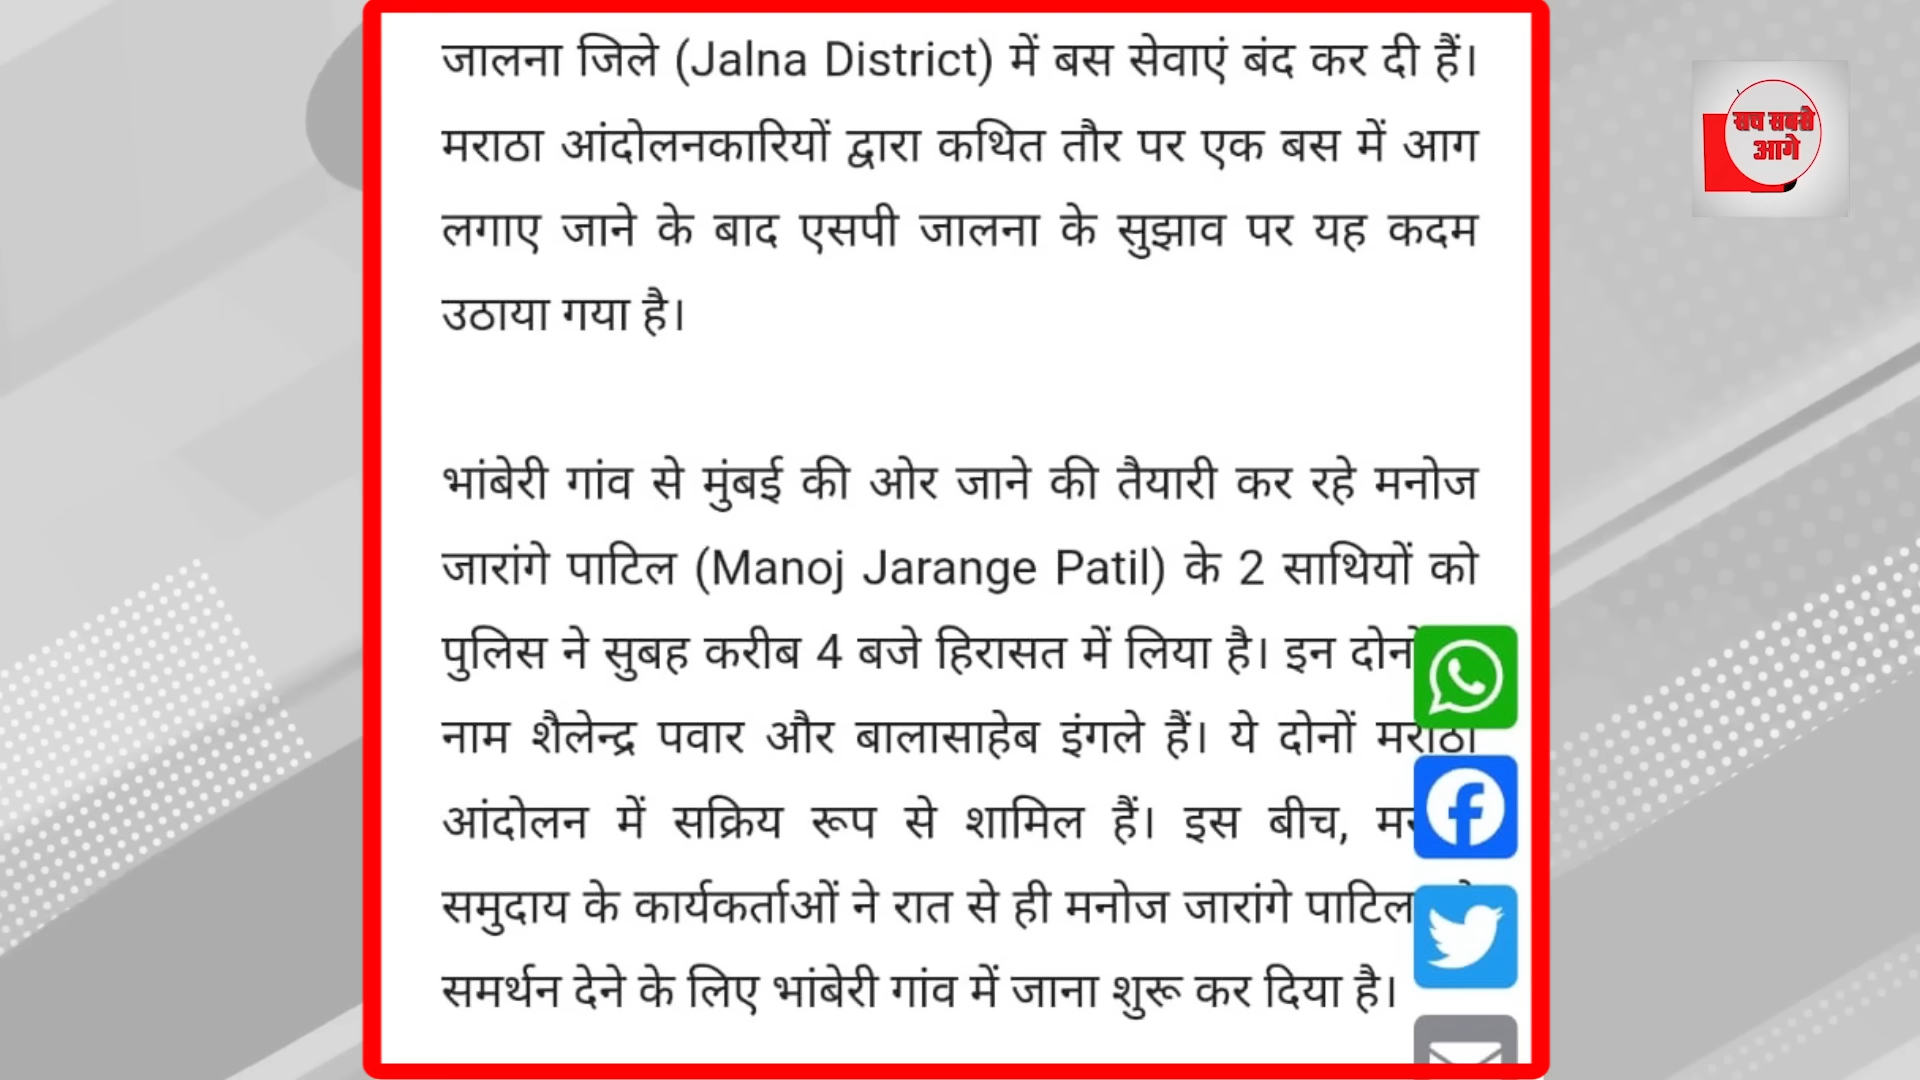 जालना जिले (Jalna District) में बस सेवाएं बंद कर दी हैं।
मराठा आंदोलनकारियों द्वारा कथित तौर पर एक बस में आग
लगाए जाने के बाद एसपी जालना के सुझाव पर यह कदम
उठाया गया है।
भांबेरी गांव से मुंबई की ओर जाने की तैयारी कर रहे मनोज
जारांगे पाटिल (Manoj Jarange Patil) के 2 साथियों को
पुलिस ने सुबह करीब 4 बजे हिरासत में लिया है। इन
नाम शैलेन्द्र पवार और बालासाहेब इंगले हैं। ये दोनों मराठा
आंदोलन में सक्रिय रूप से शामिल हैं। इस बीच,
समुदाय के कार्यकर्ताओं ने रात से ही मनोज जारांगे पाटिल
समर्थन देने के लिए भांबेरी गांव में जाना शुरू कर दिया है।
सच सबसे
आगे